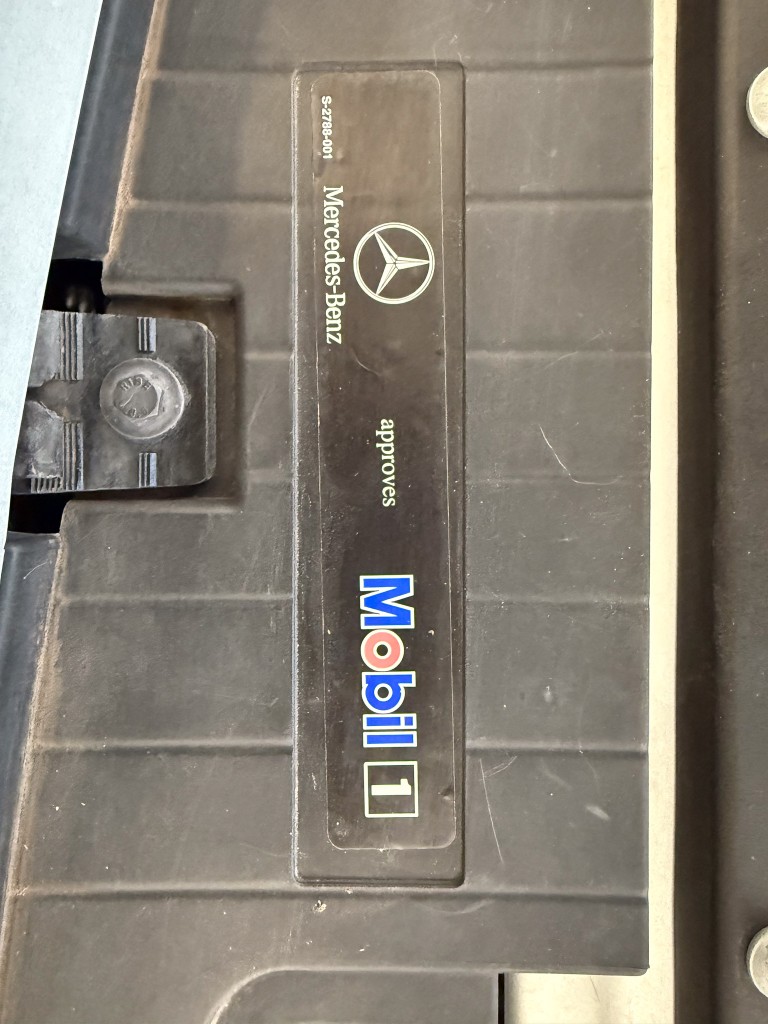 S-2788-001
Mercedes-Benz
approves
Mobil 1